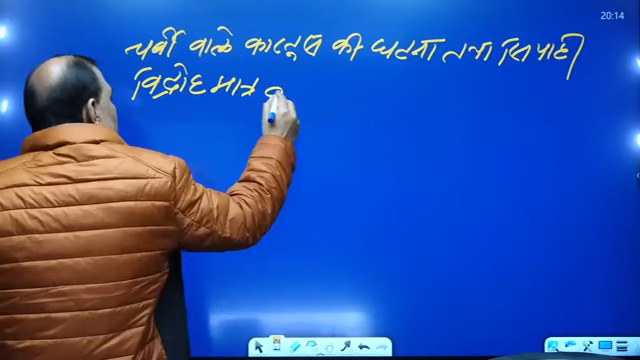 20:14
चर्बी वाले कारतूस की घटना तथा सिपाही
विद्रोह मात्र